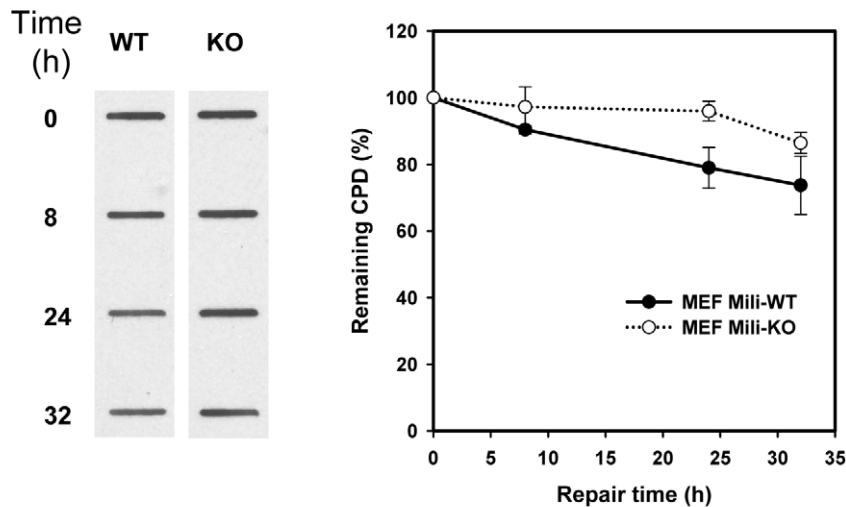 Time
(h)
WT KO
0
8
24
32
120
100
80
60
40
20
0
Remaining CPD (%)
MEF Mili-WT
MEF Mili-KO
0 5 10 15 20 25 30 35
Repair time (h)